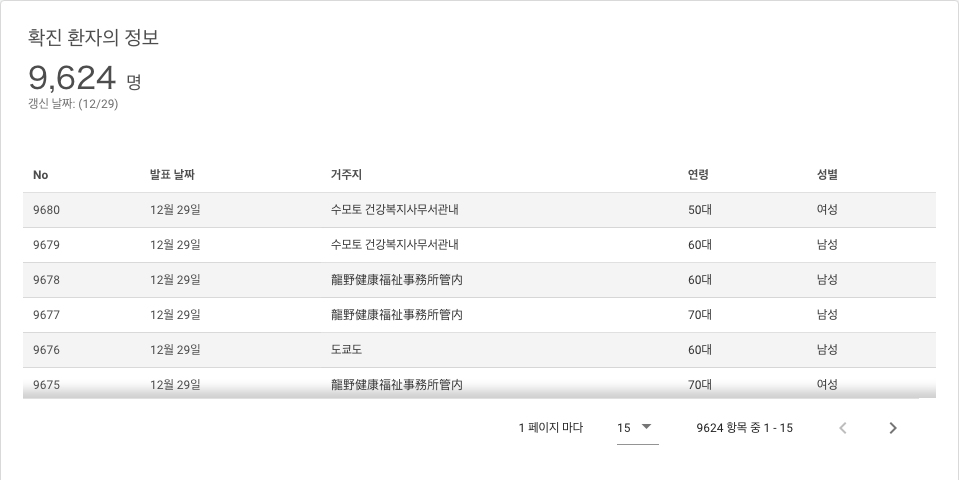 확진 환자의 정보
9,624 명
갱신 날짜: (12/29)
No 발표 날짜 거주지 연령 성별
9680 12월 29일 수모토 건강복지사무서관내 50대 여성
9679 12월 29일 수모토 건강복지사무서관내 60대 남성
9678 12월 29일 龍野健康福祉事務所管内 60대 남성
9677 12월 29일 龍野健康福祉事務所管内 70대 남성
9676 12월 29일 도쿄도 60대 남성
9675 12월 29일 龍野健康福祉事務所管内 70대 여성
1 페이지 마다 15 9624 항목 중 1 - 15